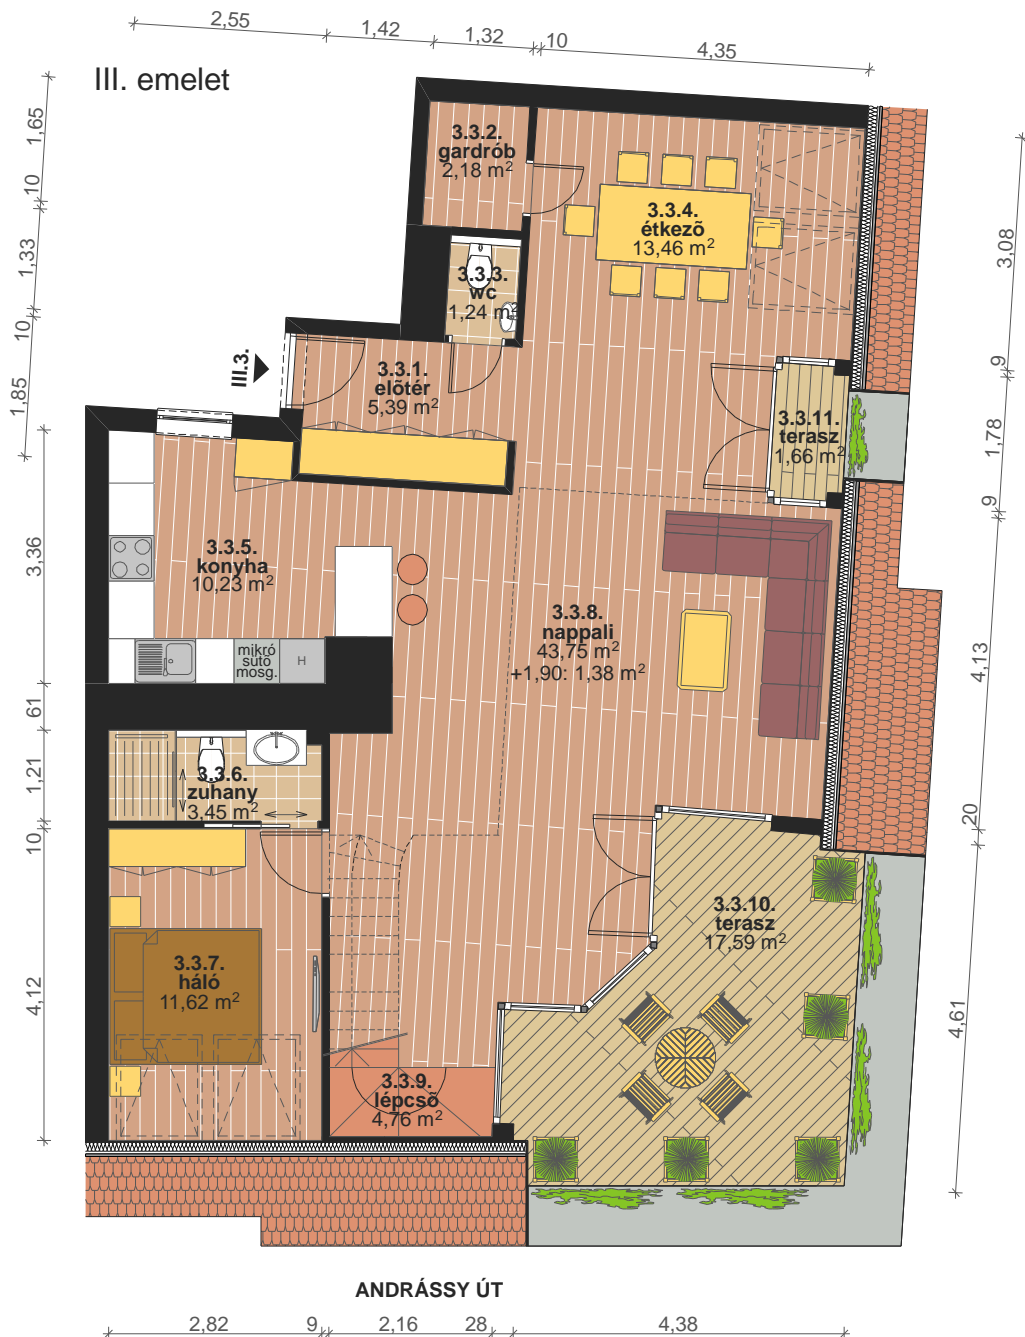 2,55
1,42
1,32
10
4,35
III. emelet
1,65
10
1,33
10
1,85
3,36
61
1,21
10
4,12
3.3.2.
gardrób
2,18 m²
3.3.4.
étkezõ
13,46 m²
3.3.3.
wc
1,24 m²
III.3.
3.3.1.
elõtér
5,39 m²
3.3.11.
terasz
1,66 m²
3.3.5.
konyha
10,23 m²
3.3.8.
nappali
43,75 m²
+1,90: 1,38 m²
mikró
sütõ
mosg.
H
3.3.6.
zuhany
3,45 m²
3.3.10.
terasz
17,59 m²
3.3.7.
háló
11,62 m²
3.3.9.
lépcsõ
4,76 m²
3,08
9
1,78
9
4,13
20
4,61
ANDRÁSSY ÚT
2,82
9
2,16
28
4,38